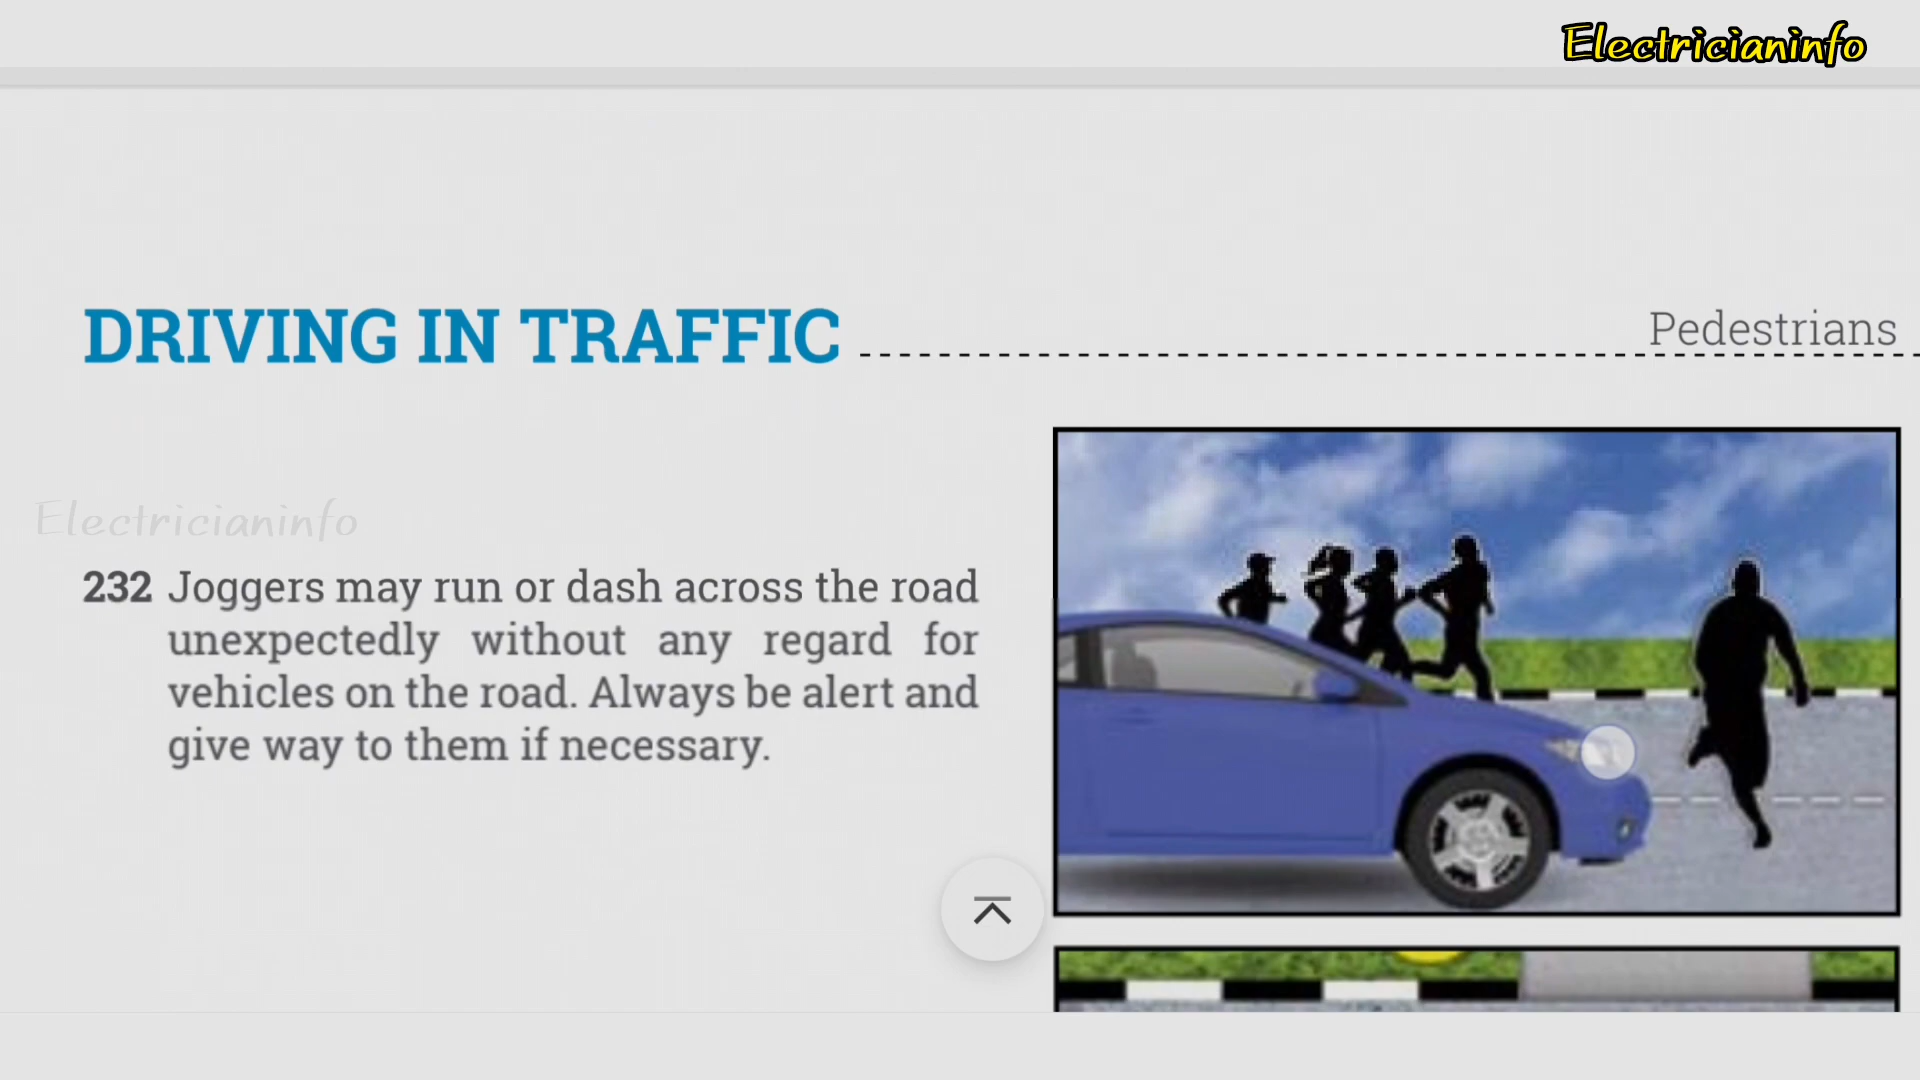 Electricianinfo
DRIVING IN TRAFFIC
Pedestrians
Electricianinfo
232 Joggers may run or dash across the road
unexpectedly without any regard for
vehicles on the road. Always be alert and
give way to them if necessary.